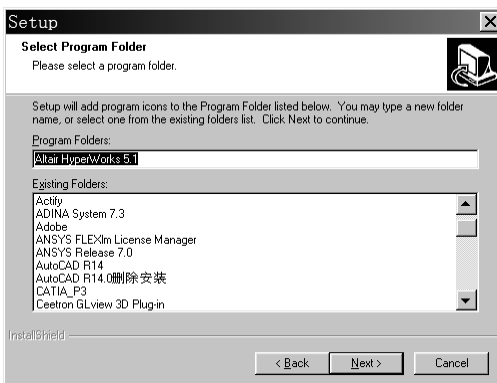 Setup
Select Program Folder
Please select a program folder.
Setup will add program icons to the Program Folder listed below. You may type a new folder
name, or select one from the existing folders list. Click Next to continue.
Program Folders:
Altair HyperWorks 5.1
Existing Folders:
Actify
ADINA System 7.3
Adobe
ANSYS FLEXlm License Manager
ANSYS Release 7.0
AutoCAD R14
AutoCAD R14.0删除安装
CATIA_P3
Ceetron GLview 3D Plug-in
InstallShield
< Back
Next >
Cancel